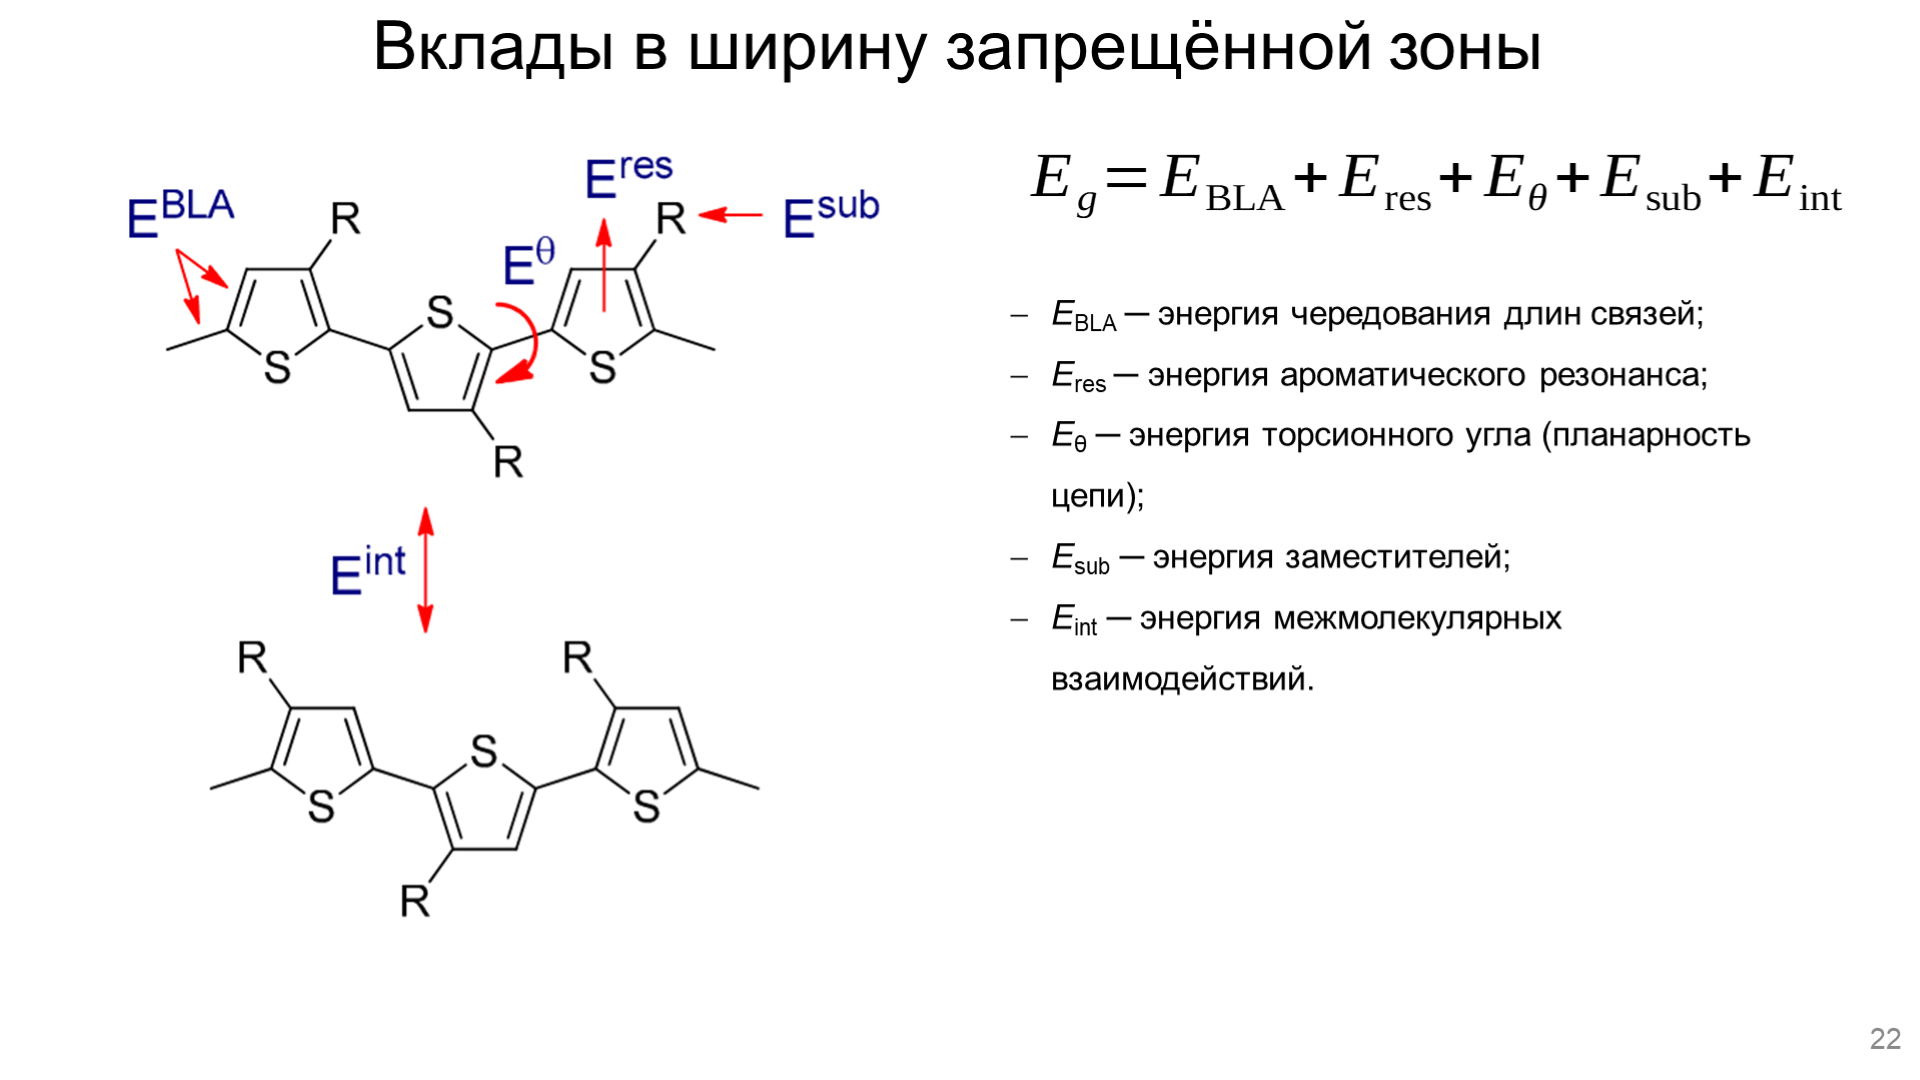 Вклады в ширину запрещённой зоны
E^BLA
E^res
E^sub
E^θ
R
R
S
S
S
R
E^int
R
R
S
S
S
R
E_g = E_BLA + E_res + E_θ + E_sub + E_int
– E_BLA — энергия чередования длин связей;
– E_res — энергия ароматического резонанса;
– E_θ — энергия торсионного угла (планарность
цепи);
– E_sub — энергия заместителей;
– E_int — энергия межмолекулярных
взаимодействий.
22